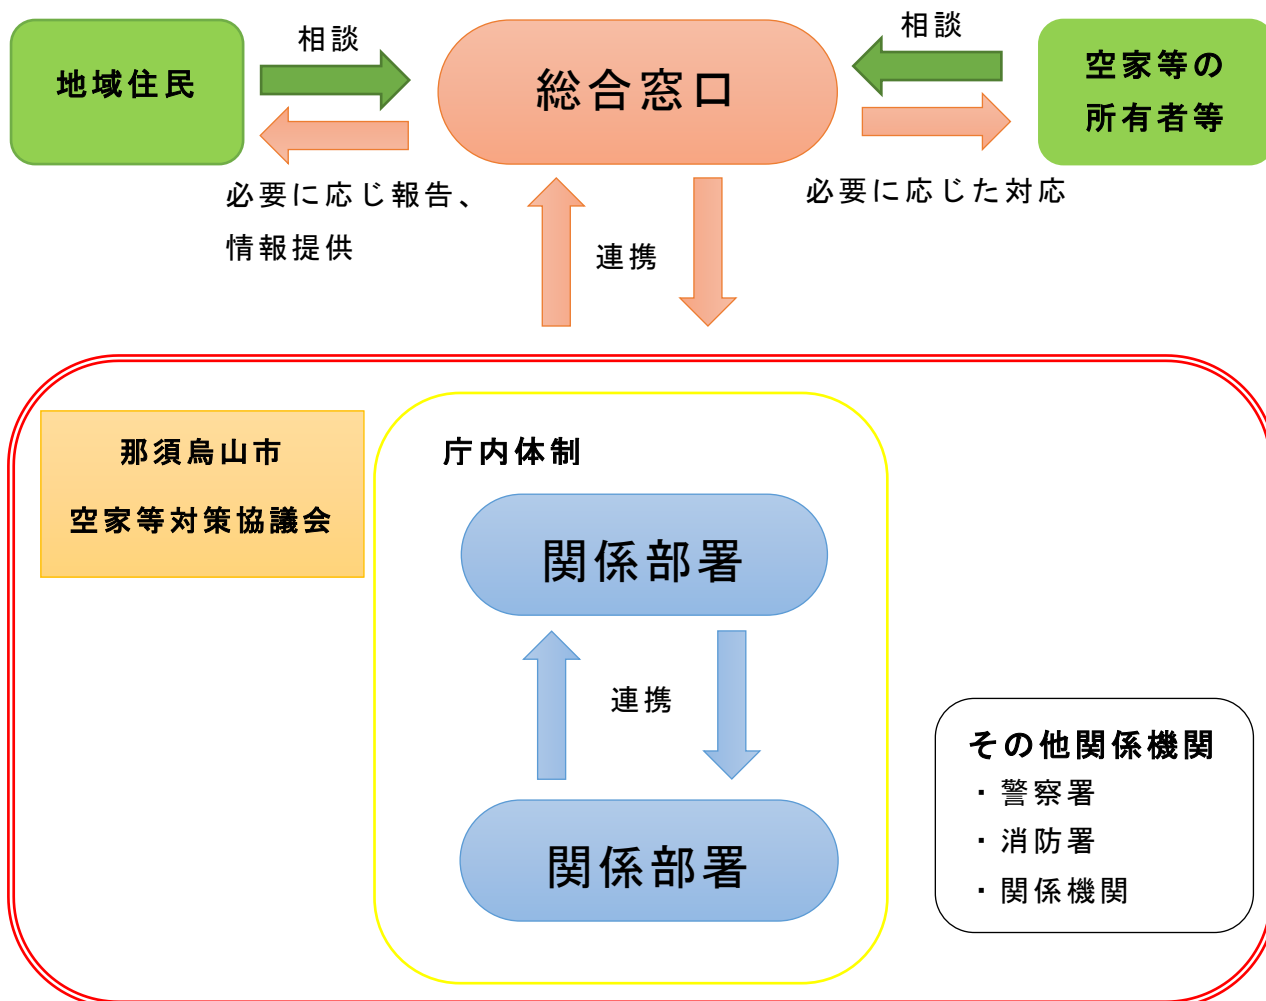 相談
相談
地域住民
総合窓口
空家等の
所有者等
必要に応じ報告、
情報提供
必要に応じた対応
連携
那須烏山市
空家等対策協議会
庁内体制
関係部署
連携
関係部署
その他関係機関
・警察署
・消防署
・関係機関